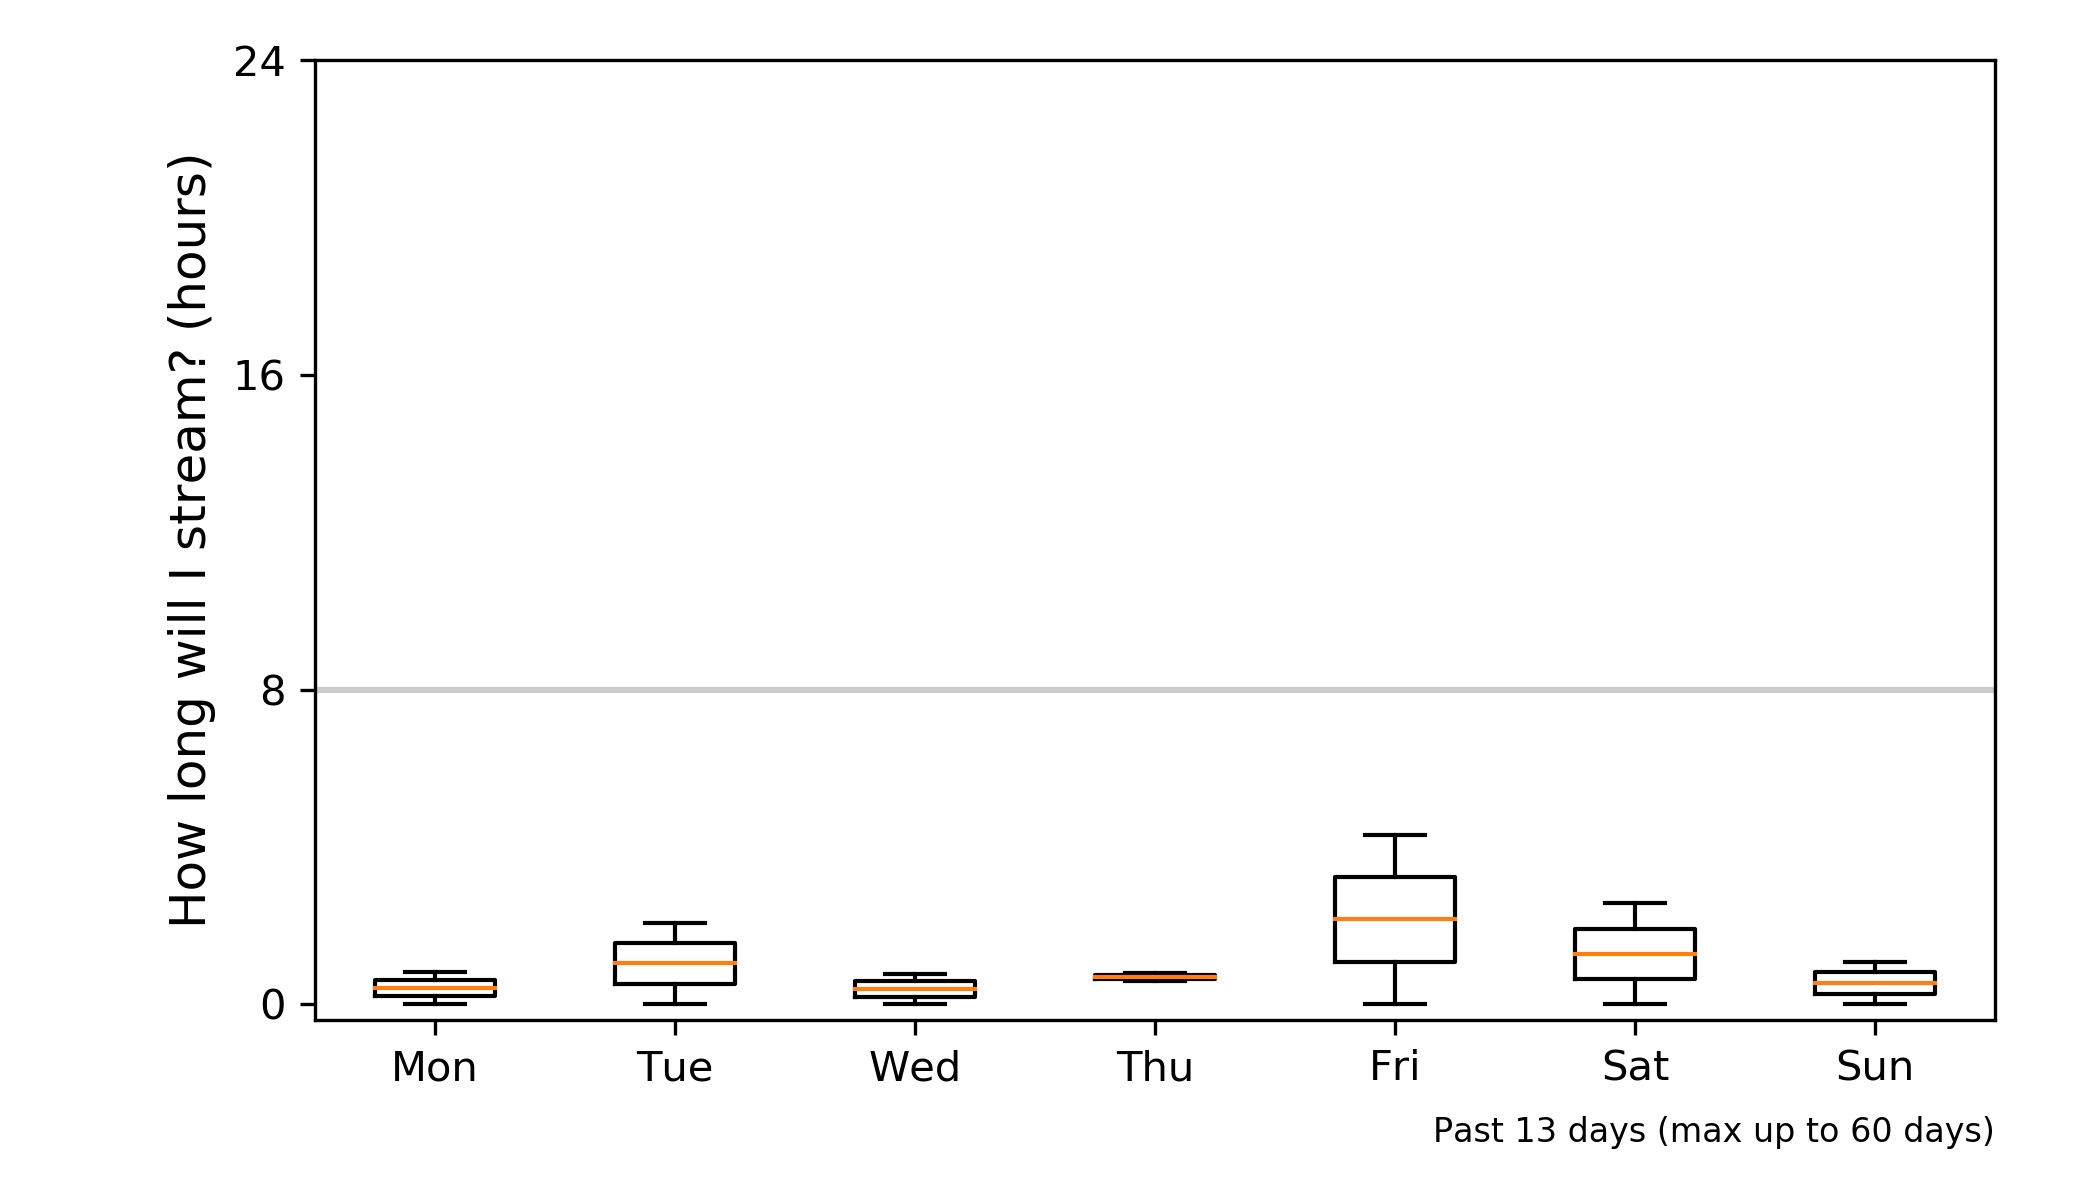 How long will I stream? (hours)
24
16
8
0
Mon Tue Wed Thu Fri Sat Sun
Past 13 days (max up to 60 days)